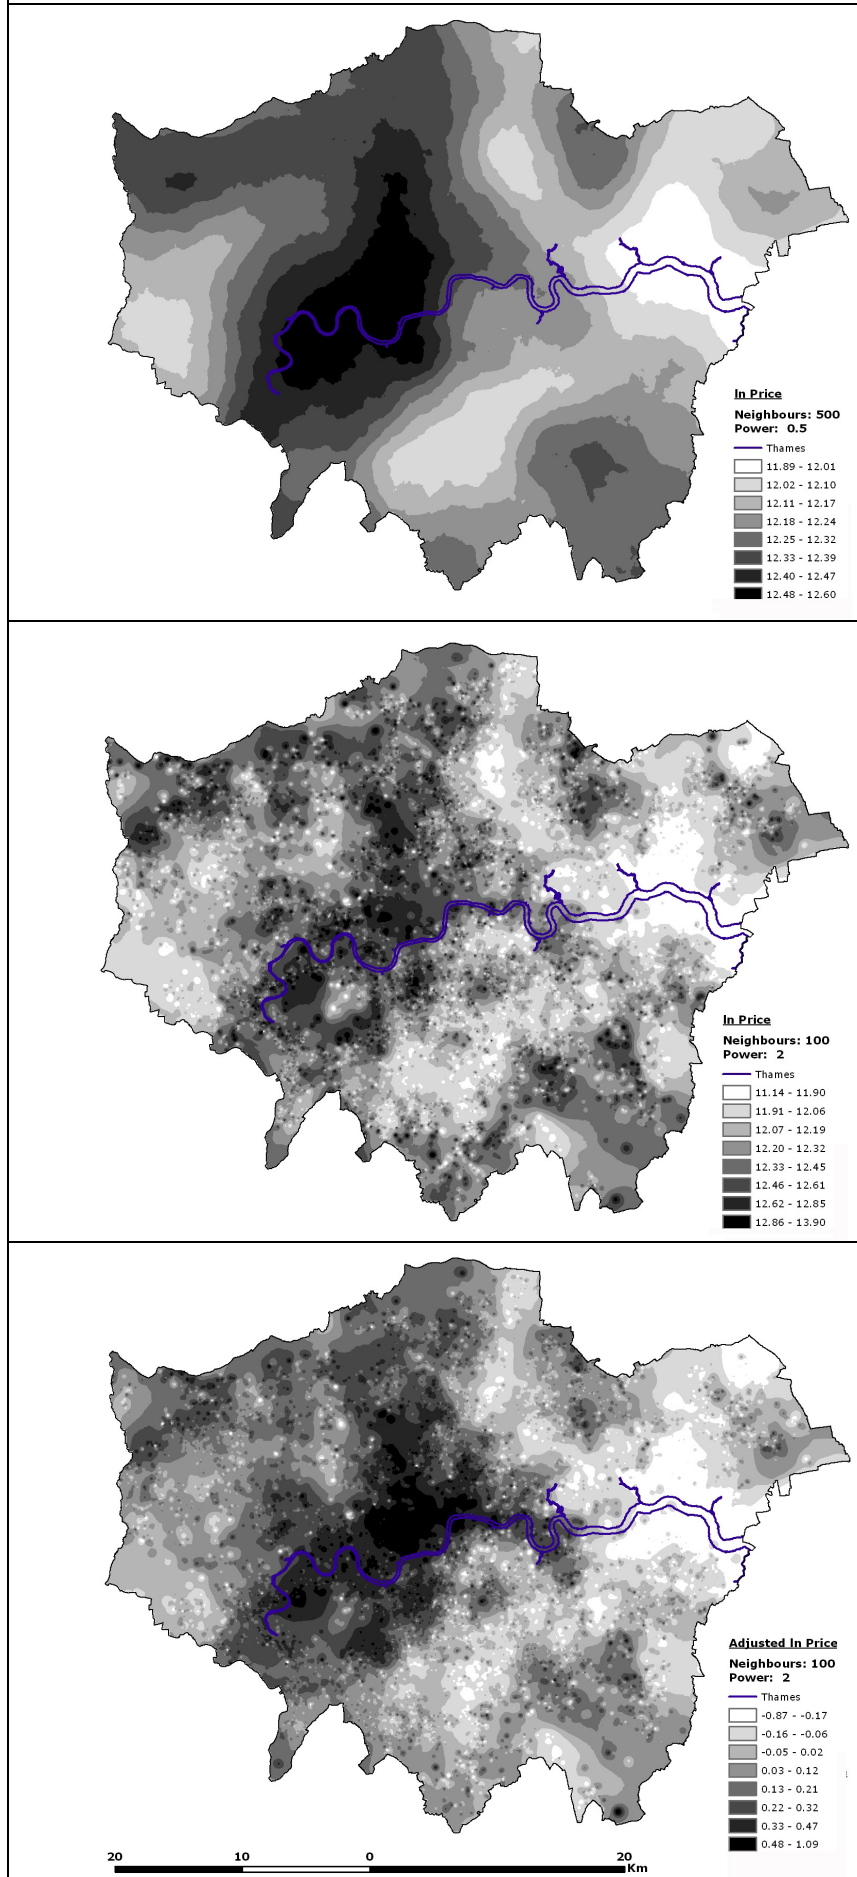 ln Price
Neighbours: 500
Power: 0.5
Thames
11.89 - 12.01
12.02 - 12.10
12.11 - 12.17
12.18 - 12.24
12.25 - 12.32
12.33 - 12.39
12.40 - 12.47
12.48 - 12.60
ln Price
Neighbours: 100
Power: 2
Thames
11.14 - 11.90
11.91 - 12.06
12.07 - 12.19
12.20 - 12.32
12.33 - 12.45
12.46 - 12.61
12.62 - 12.85
12.86 - 13.90
Adjusted ln Price
Neighbours: 100
Power: 2
Thames
-0.87 - -0.17
-0.16 - -0.06
-0.05 - 0.02
0.03 - 0.12
0.13 - 0.21
0.22 - 0.32
0.33 - 0.47
0.48 - 1.09
20 10 0 20
Km